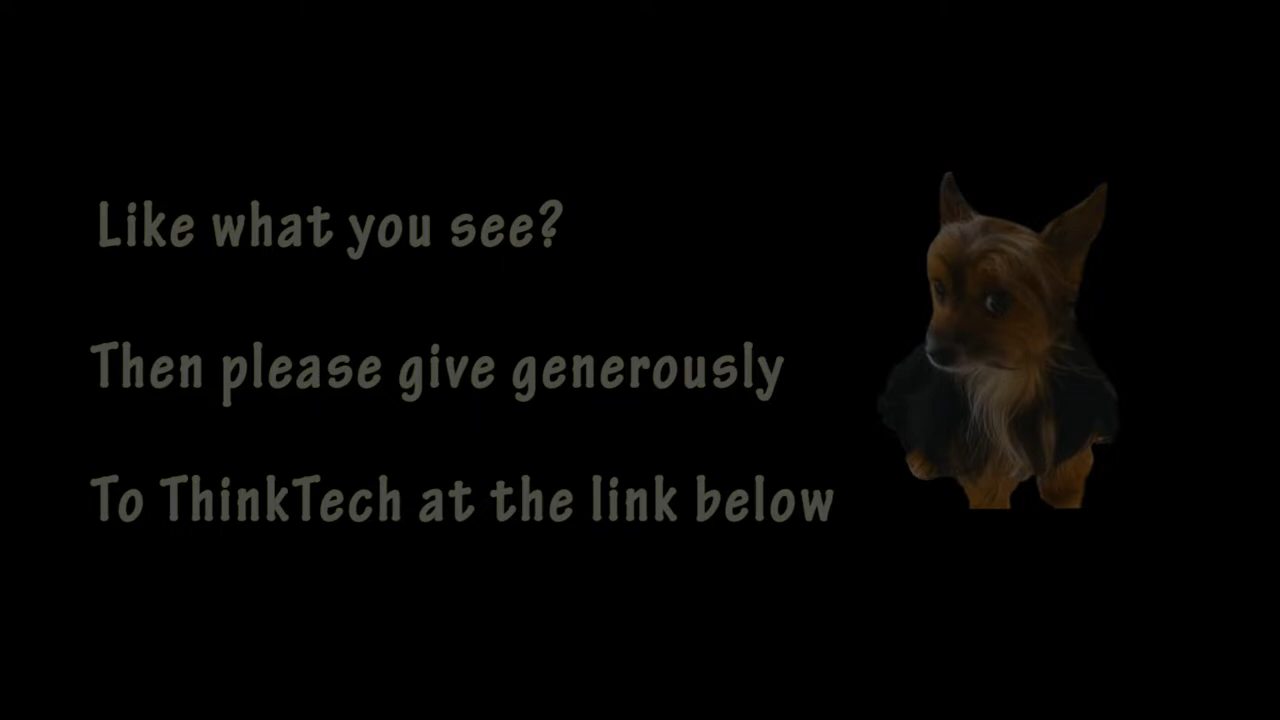 Like what you see?
Then please give generously
To ThinkTech at the link below